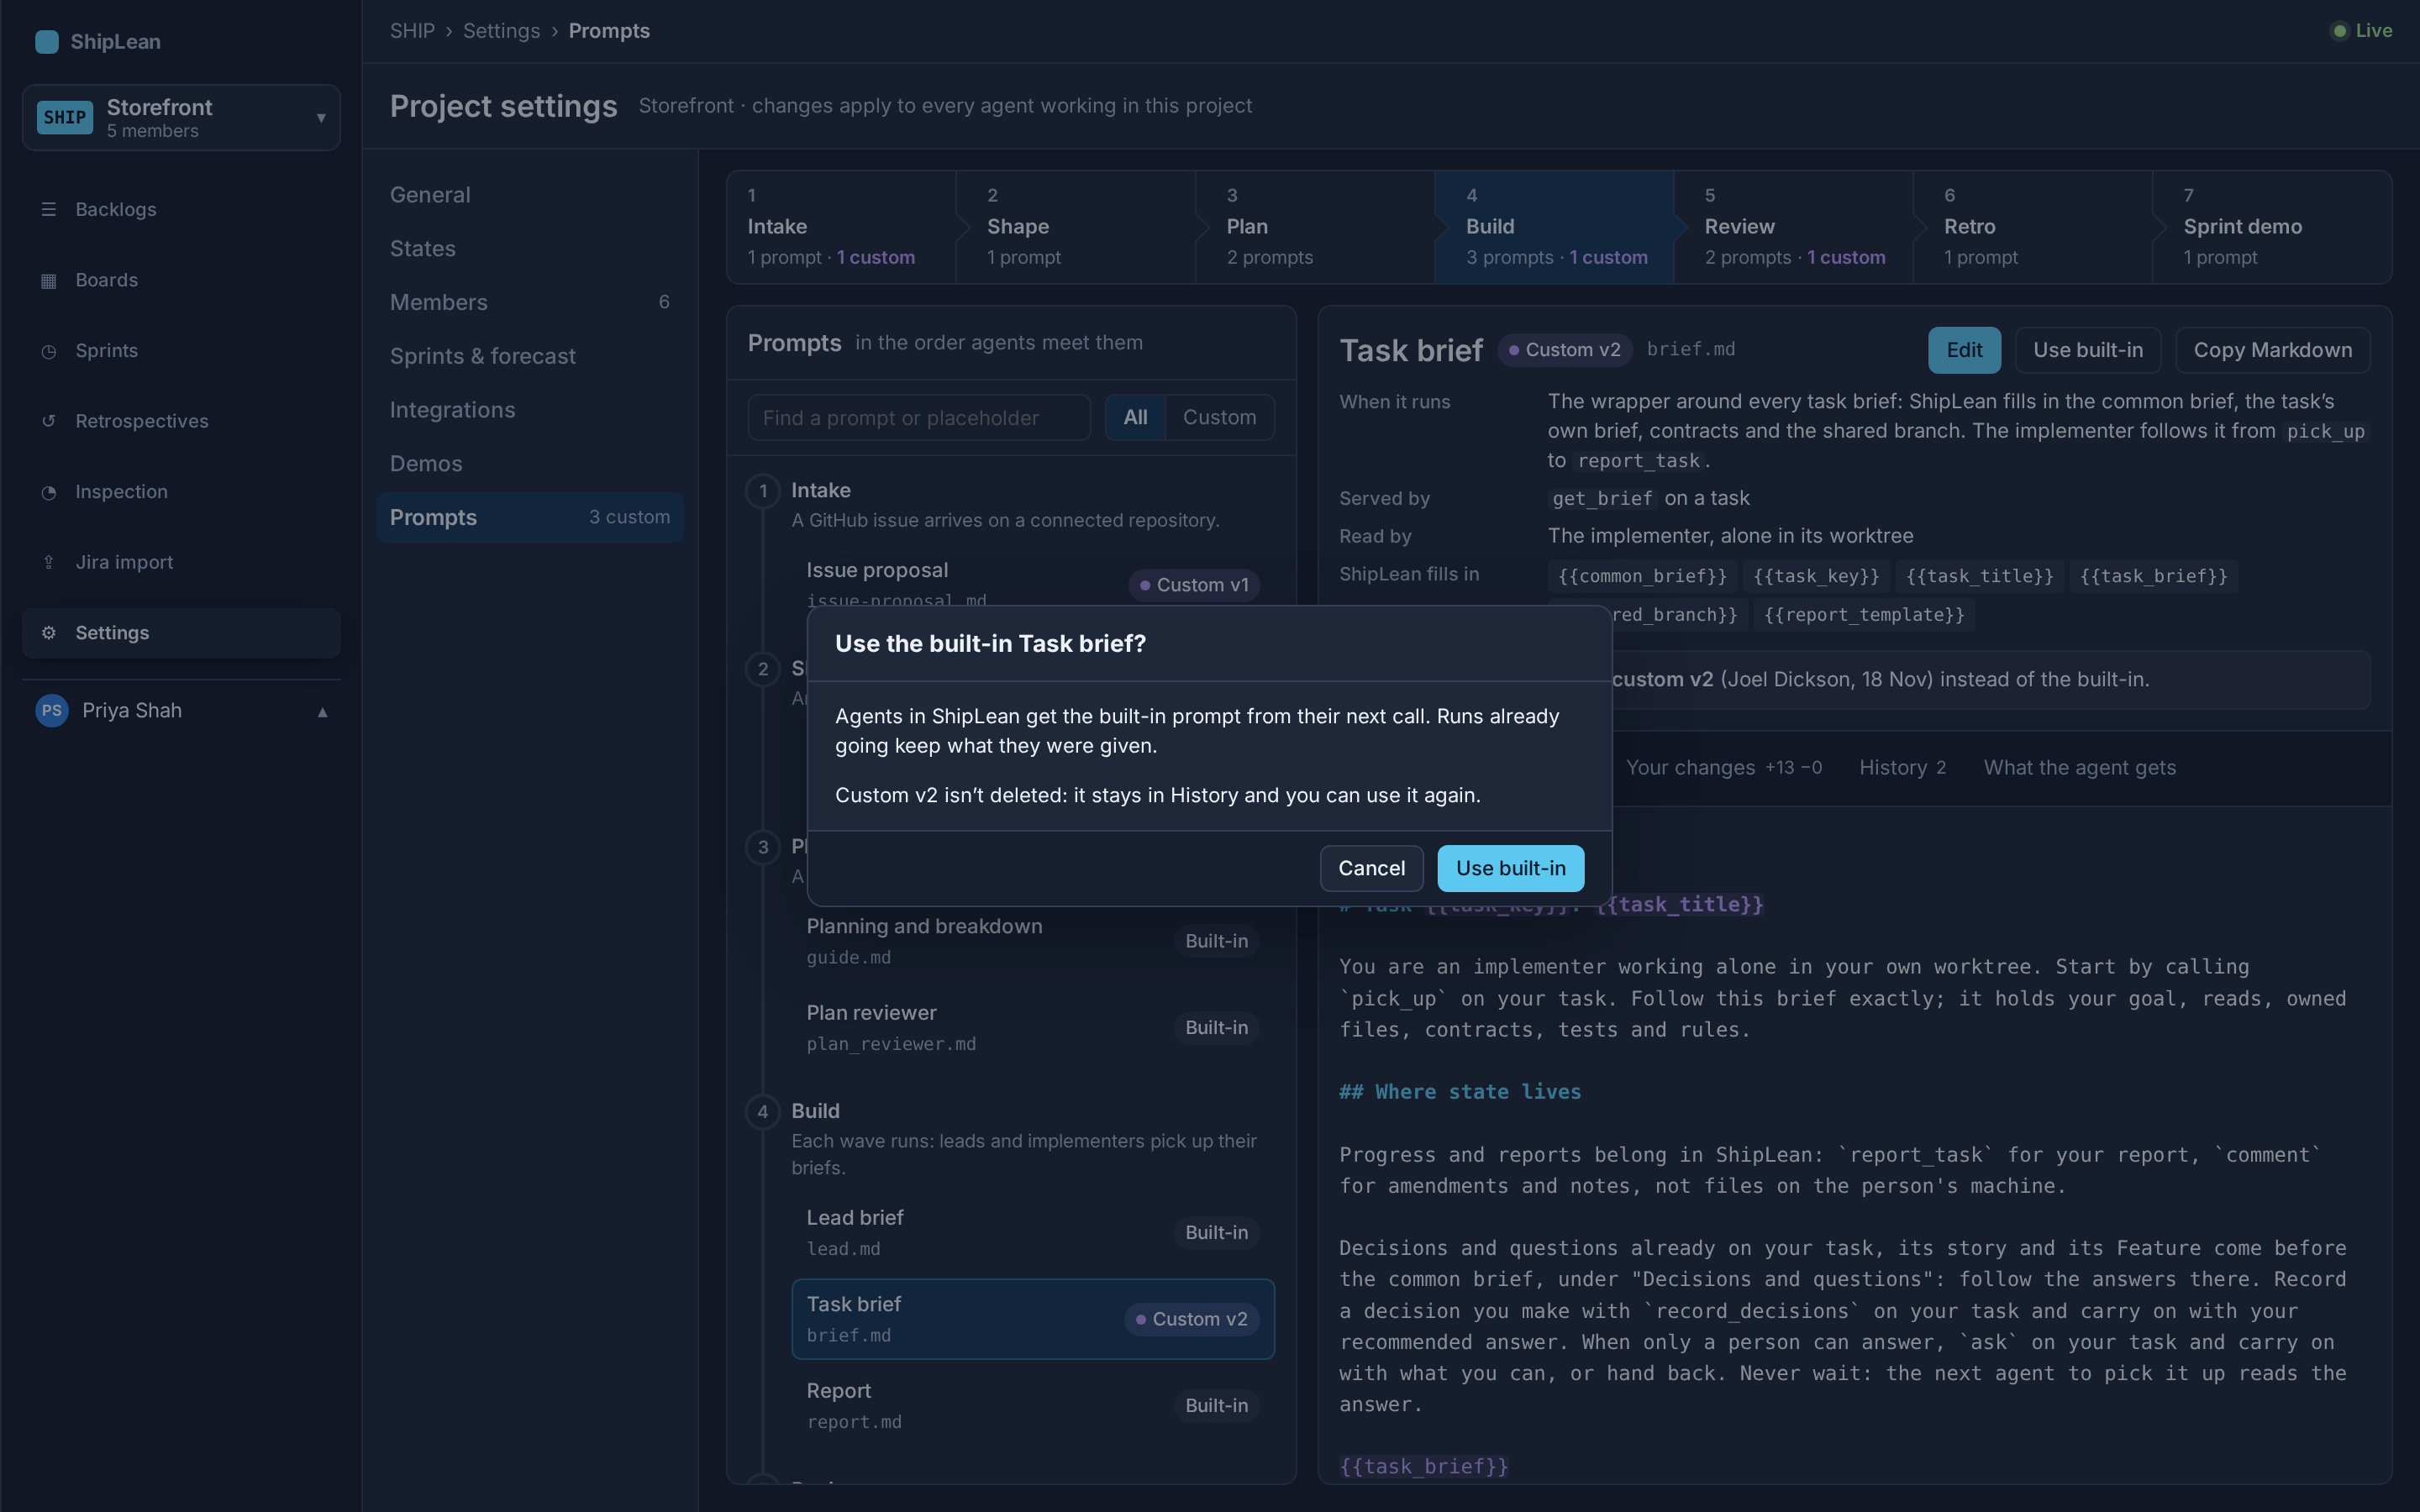 ShipLean
SHIP
Storefront
5 members
Backlogs
Boards
Sprints
Retrospectives
Inspection
Jira import
Settings
PS
Priya Shah
SHIP › Settings › Prompts
Live
Project settings
Storefront · changes apply to every agent working in this project
General
States
Members 6
Sprints & forecast
Integrations
Demos
Prompts 3 custom
1
Intake
1 prompt · 1 custom
2
Shape
1 prompt
3
Plan
2 prompts
4
Build
3 prompts · 1 custom
5
Review
2 prompts · 1 custom
6
Retro
1 prompt
7
Sprint demo
1 prompt
Prompts in the order agents meet them
Find a prompt or placeholder
All
Custom
1 Intake
A GitHub issue arrives on a connected repository.
Issue proposal
issue-proposal.md
Custom v1
2
3
Planning and breakdown
guide.md
Built-in
Plan reviewer
plan_reviewer.md
Built-in
4 Build
Each wave runs: leads and implementers pick up their
briefs.
Lead brief
lead.md
Built-in
Task brief
brief.md
Custom v2
Report
report.md
Built-in
Task brief
Custom v2
brief.md
Edit
Use built-in
Copy Markdown
When it runs
The wrapper around every task brief: ShipLean fills in the common brief, the task’s
own brief, contracts and the shared branch. The implementer follows it from pick_up
to report_task.
Served by
get_brief on a task
Read by
The implementer, alone in its worktree
ShipLean fills in
{{common_brief}} {{task_key}} {{task_title}} {{task_brief}}
red_branch}} {{report_template}}
custom v2 (Joel Dickson, 18 Nov) instead of the built-in.
Your changes +13 −0
History 2
What the agent gets
# Task {{task_key}}: {{task_title}}
You are an implementer working alone in your own worktree. Start by calling
`pick_up` on your task. Follow this brief exactly; it holds your goal, reads, owned
files, contracts, tests and rules.
## Where state lives
Progress and reports belong in ShipLean: `report_task` for your report, `comment`
for amendments and notes, not files on the person's machine.
Decisions and questions already on your task, its story and its Feature come before
the common brief, under "Decisions and questions": follow the answers there. Record
a decision you make with `record_decisions` on your task and carry on with your
recommended answer. When only a person can answer, `ask` on your task and carry on
with what you can, or hand back. Never wait: the next agent to pick it up reads the
answer.
{{task_brief}}
Use the built-in Task brief?
Agents in ShipLean get the built-in prompt from their next call. Runs already
going keep what they were given.
Custom v2 isn’t deleted: it stays in History and you can use it again.
Cancel
Use built-in